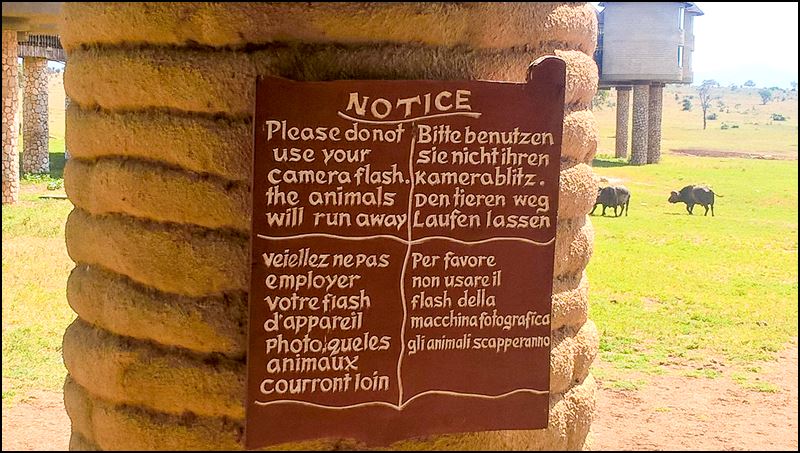 NOTICE
Please do not
use your
camera flash.
the animals
will run away
Bitte benutzen
sie nicht ihren
kamerablitz.
Den tieren weg
Laufen lassen
veiellez ne pas
employer
votre flash
d'appareil
Photo,queles
animaux
courront loin
Per favore
non usare il
flash della
macchina fotografica
gli animali scapperanno